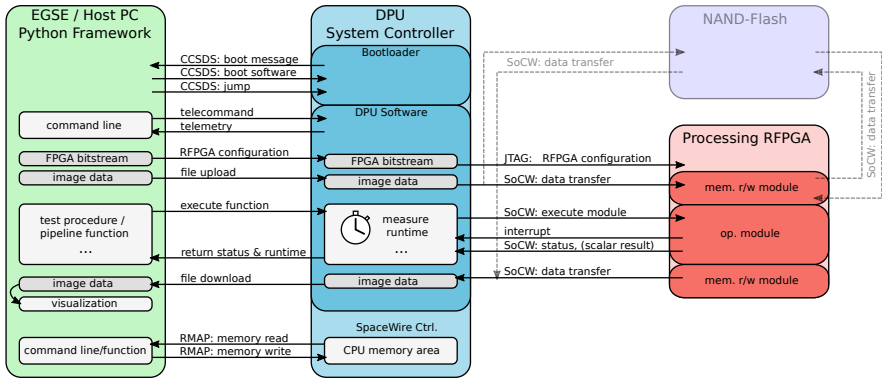 EGSE / Host PC
Python Framework
DPU
System Controller
NAND-Flash
Bootloader
CCSDS: boot message
CCSDS: boot software
CCSDS: jump
SoCW: data transfer
SoCW: data transfer
SoCW: data transfer
DPU Software
command line
telecommand
telemetry
Processing RFPGA
FPGA bitstream
RFPGA configuration
FPGA bitstream
JTAG: RFPGA configuration
image data
file upload
image data
SoCW: data transfer
mem. r/w module
test procedure /
pipeline function
...
execute function
measure
runtime
...
SoCW: execute module
interrupt
SoCW: status, (scalar result)
op. module
return status & runtime
image data
file download
image data
SoCW: data transfer
mem. r/w module
visualization
SpaceWire Ctrl.
command line/function
RMAP: memory read
RMAP: memory write
CPU memory area